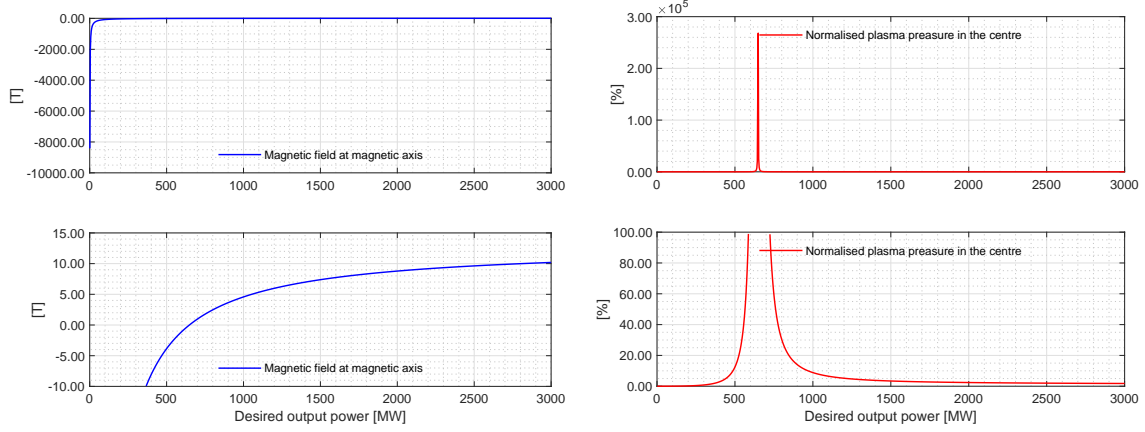 0.00
-2000.00
-4000.00
-6000.00
-8000.00
-10000.00
[T]
Magnetic field at magnetic axis
0 500 1000 1500 2000 2500 3000
×10⁵
3.00
2.00
1.00
0.00
[%]
Normalised plasma preasure in the centre
0 500 1000 1500 2000 2500 3000
15.00
10.00
5.00
0.00
-5.00
-10.00
[T]
Magnetic field at magnetic axis
0 500 1000 1500 2000 2500 3000
Desired output power [MW]
100.00
80.00
60.00
40.00
20.00
0.00
[%]
Normalised plasma preasure in the centre
0 500 1000 1500 2000 2500 3000
Desired output power [MW]